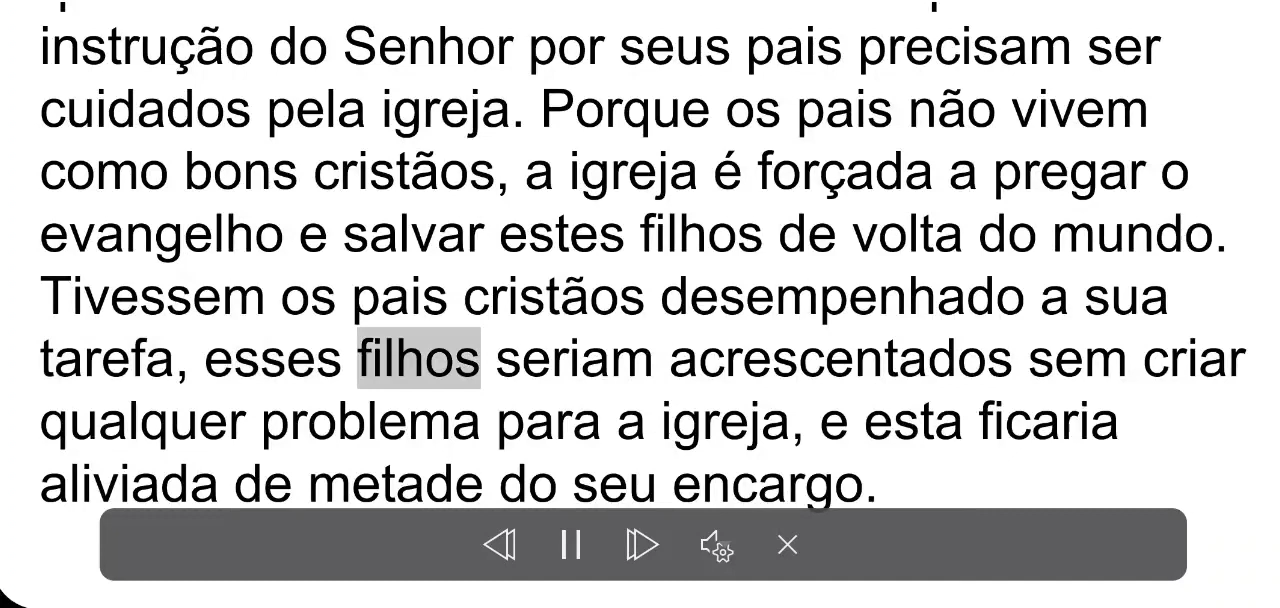 instrução do Senhor por seus pais precisam ser
cuidados pela igreja. Porque os pais não vivem
como bons cristãos, a igreja é forçada a pregar o
evangelho e salvar estes filhos de volta do mundo.
Tivessem os pais cristãos desempenhado a sua
tarefa, esses filhos seriam acrescentados sem criar
qualquer problema para a igreja, e esta ficaria
aliviada de metade do seu encargo.